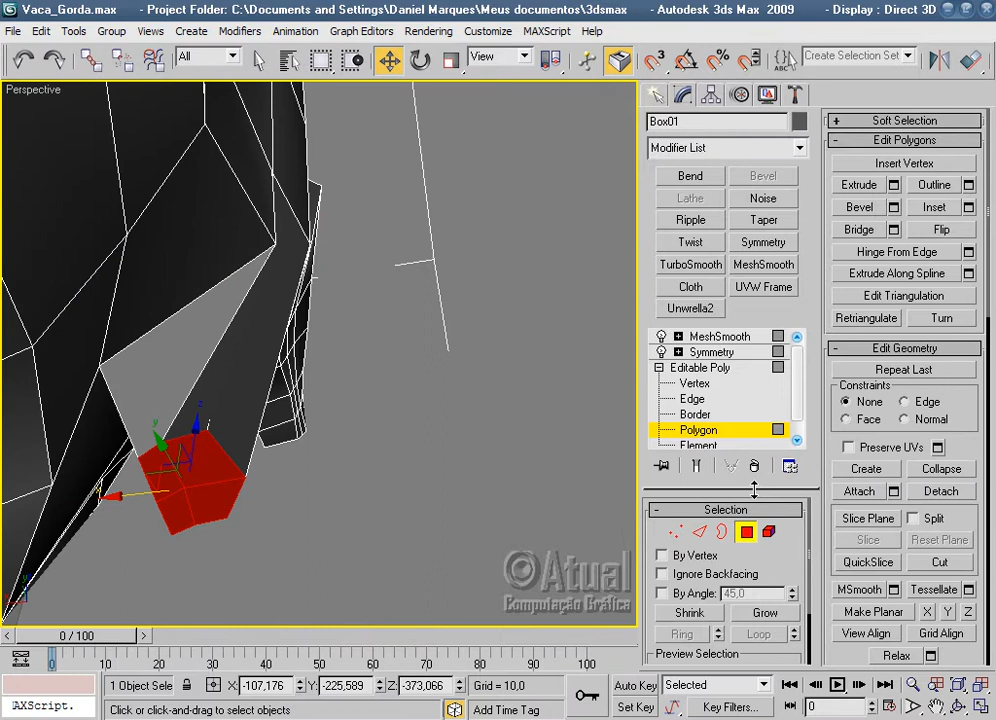 Vaca_Gorda.max - Project Folder: C:\Documents and Settings\Daniel Marques\Meus documentos\3dsmax - Autodesk 3ds Max 2009 - Display : Direct 3D
File Edit Tools Group Views Create Modifiers Animation Graph Editors Rendering Customize MAXScript Help
All View Create Selection Set
Perspective
Box01
Modifier List
Bend Bevel
Lathe Noise
Ripple Taper
Twist Symmetry
TurboSmooth MeshSmooth
Cloth UVW Frame
Unwrella2
MeshSmooth
Symmetry
Editable Poly
Vertex
Edge
Border
Polygon
Element
- Selection
By Vertex
Ignore Backfacing
By Angle: 45,0
Shrink Grow
Ring Loop
Preview Selection
+ Soft Selection
- Edit Polygons
Insert Vertex
Extrude Outline
Bevel Inset
Bridge Flip
Hinge From Edge
Extrude Along Spline
Edit Triangulation
Retriangulate Turn
- Edit Geometry
Repeat Last
Constraints
None Edge
Face Normal
Preserve UVs
Create Collapse
Attach Detach
Slice Plane Split
Slice Reset Plane
QuickSlice Cut
MSmooth Tessellate
Make Planar X Y Z
View Align Grid Align
Relax
©Atual
Computação Gráfica
x y z
< 0 / 100 >
0 10 20 30 40 50 60 70 80 90 100
1 Object Sele X: -107,176 Y: -225,589 Z: -373,066 Grid = 10,0 Auto Key Selected
AXScript. Click or click-and-drag to select objects Add Time Tag Set Key Key Filters... 0